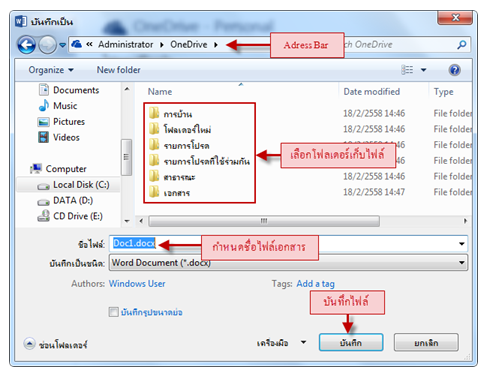 บันทึกเป็น
« Administrator OneDrive Adress Bar ch OneDrive
Organize New folder
Documents
Music
Pictures
Videos
Computer
Local Disk (C:)
DATA (D:)
CD Drive (E:)
Name Date modified Type
การบ้าน 18/2/2558 14:46 File folder
โฟลเดอร์ใหม่ 18/2/2558 14:46 File folder
รายการโปรด 18/2/2558 14:46 File folder
รายการโปรดที่ใช้ร่วมกัน 18/2/2558 14:46 File folder
สาธารณะ 18/2/2558 14:46 File folder
เอกสาร 18/2/2558 14:47 File folder
เลือกโฟลเดอร์เก็บไฟล์
ชื่อไฟล์: Doc1.docx กำหนดชื่อไฟล์เอกสาร
บันทึกเป็นชนิด: Word Document (*.docx)
Authors: Windows User Tags: Add a tag
บันทึกไฟล์
บันทึกรูปขนาดย่อ
ซ่อนโฟลเดอร์ เครื่องมือ บันทึก ยกเลิก